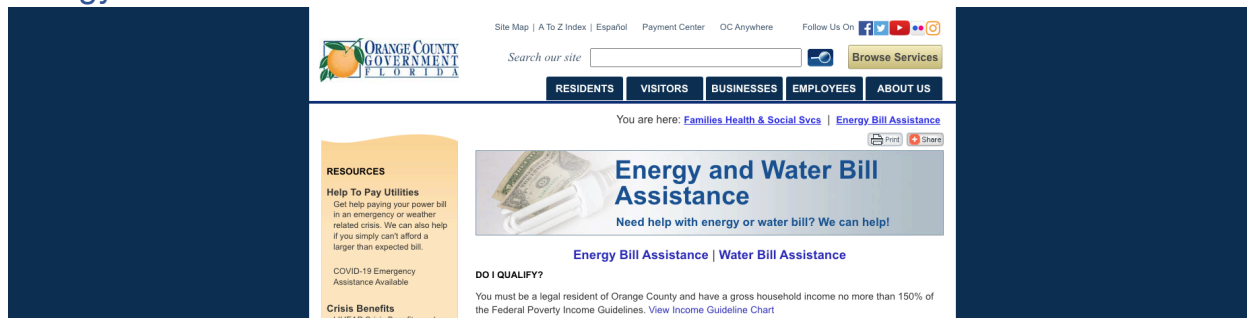 Site Map | A To Z Index | Español Payment Center OC Anywhere Follow Us On
ORANGE COUNTY
GOVERNMENT
FLORIDA
Search our site
Browse Services
RESIDENTS VISITORS BUSINESSES EMPLOYEES ABOUT US
You are here: Families Health & Social Svcs | Energy Bill Assistance
Print Share
RESOURCES
Help To Pay Utilities
Get help paying your power bill
in an emergency or weather
related crisis. We can also help
if you simply can't afford a
larger than expected bill.
COVID-19 Emergency
Assistance Available
Crisis Benefits
Energy and Water Bill
Assistance
Need help with energy or water bill? We can help!
Energy Bill Assistance | Water Bill Assistance
DO I QUALIFY?
You must be a legal resident of Orange County and have a gross household income no more than 150% of
the Federal Poverty Income Guidelines. View Income Guideline Chart